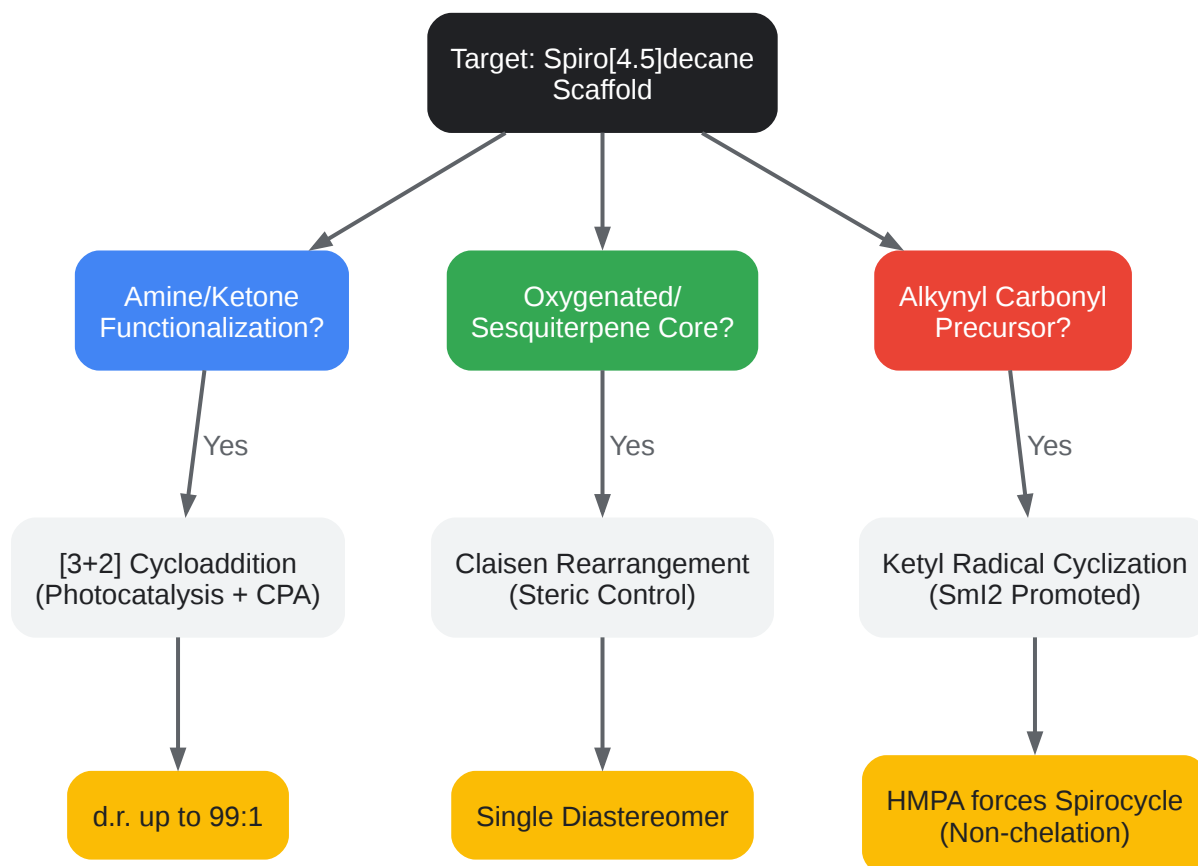 Target: Spiro[4.5]decane
Scaffold
Amine/Ketone
Functionalization?
Oxygenated/
Sesquiterpene Core?
Alkynyl Carbonyl
Precursor?
Yes
Yes
Yes
[3+2] Cycloaddition
(Photocatalysis + CPA)
Claisen Rearrangement
(Steric Control)
Ketyl Radical Cyclization
(SmI2 Promoted)
d.r. up to 99:1
Single Diastereomer
HMPA forces Spirocycle
(Non-chelation)